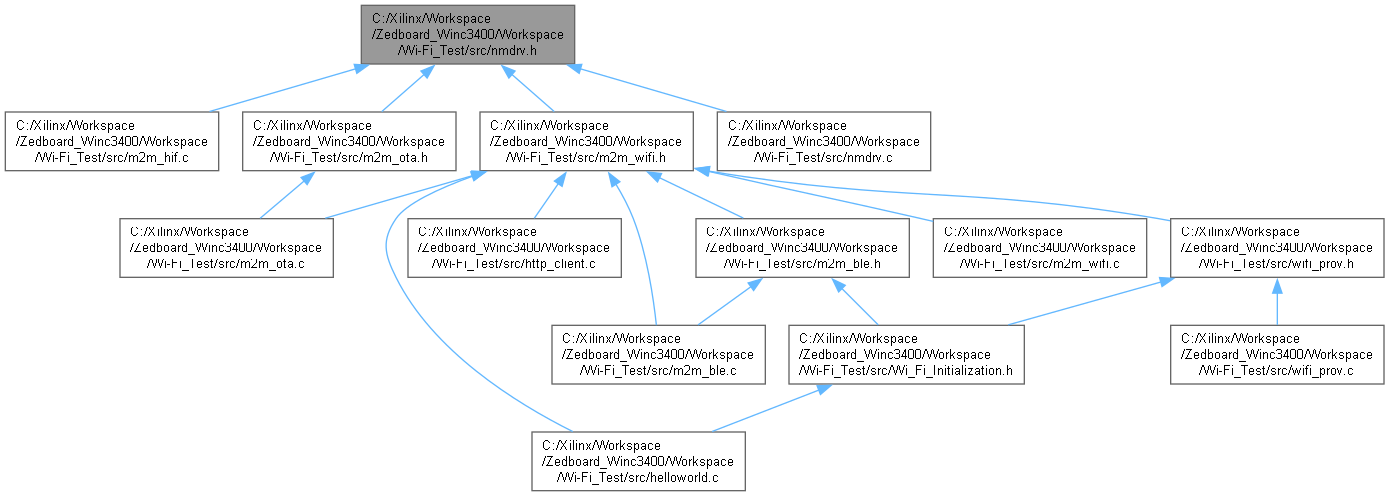 C:/Xilinx/Workspace
/Zedboard_Winc3400/Workspace
/Wi-Fi_Test/src/nmdrv.h
C:/Xilinx/Workspace
/Zedboard_Winc3400/Workspace
/Wi-Fi_Test/src/m2m_hif.c
C:/Xilinx/Workspace
/Zedboard_Winc3400/Workspace
/Wi-Fi_Test/src/m2m_ota.h
C:/Xilinx/Workspace
/Zedboard_Winc3400/Workspace
/Wi-Fi_Test/src/m2m_wifi.h
C:/Xilinx/Workspace
/Zedboard_Winc3400/Workspace
/Wi-Fi_Test/src/nmdrv.c
C:/Xilinx/Workspace
/Zedboard_Winc3400/Workspace
/Wi-Fi_Test/src/m2m_ota.c
C:/Xilinx/Workspace
/Zedboard_Winc3400/Workspace
/Wi-Fi_Test/src/http_client.c
C:/Xilinx/Workspace
/Zedboard_Winc3400/Workspace
/Wi-Fi_Test/src/m2m_ble.h
C:/Xilinx/Workspace
/Zedboard_Winc3400/Workspace
/Wi-Fi_Test/src/m2m_wifi.c
C:/Xilinx/Workspace
/Zedboard_Winc3400/Workspace
/Wi-Fi_Test/src/wifi_prov.h
C:/Xilinx/Workspace
/Zedboard_Winc3400/Workspace
/Wi-Fi_Test/src/m2m_ble.c
C:/Xilinx/Workspace
/Zedboard_Winc3400/Workspace
/Wi-Fi_Test/src/Wi_Fi_Initialization.h
C:/Xilinx/Workspace
/Zedboard_Winc3400/Workspace
/Wi-Fi_Test/src/wifi_prov.c
C:/Xilinx/Workspace
/Zedboard_Winc3400/Workspace
/Wi-Fi_Test/src/helloworld.c